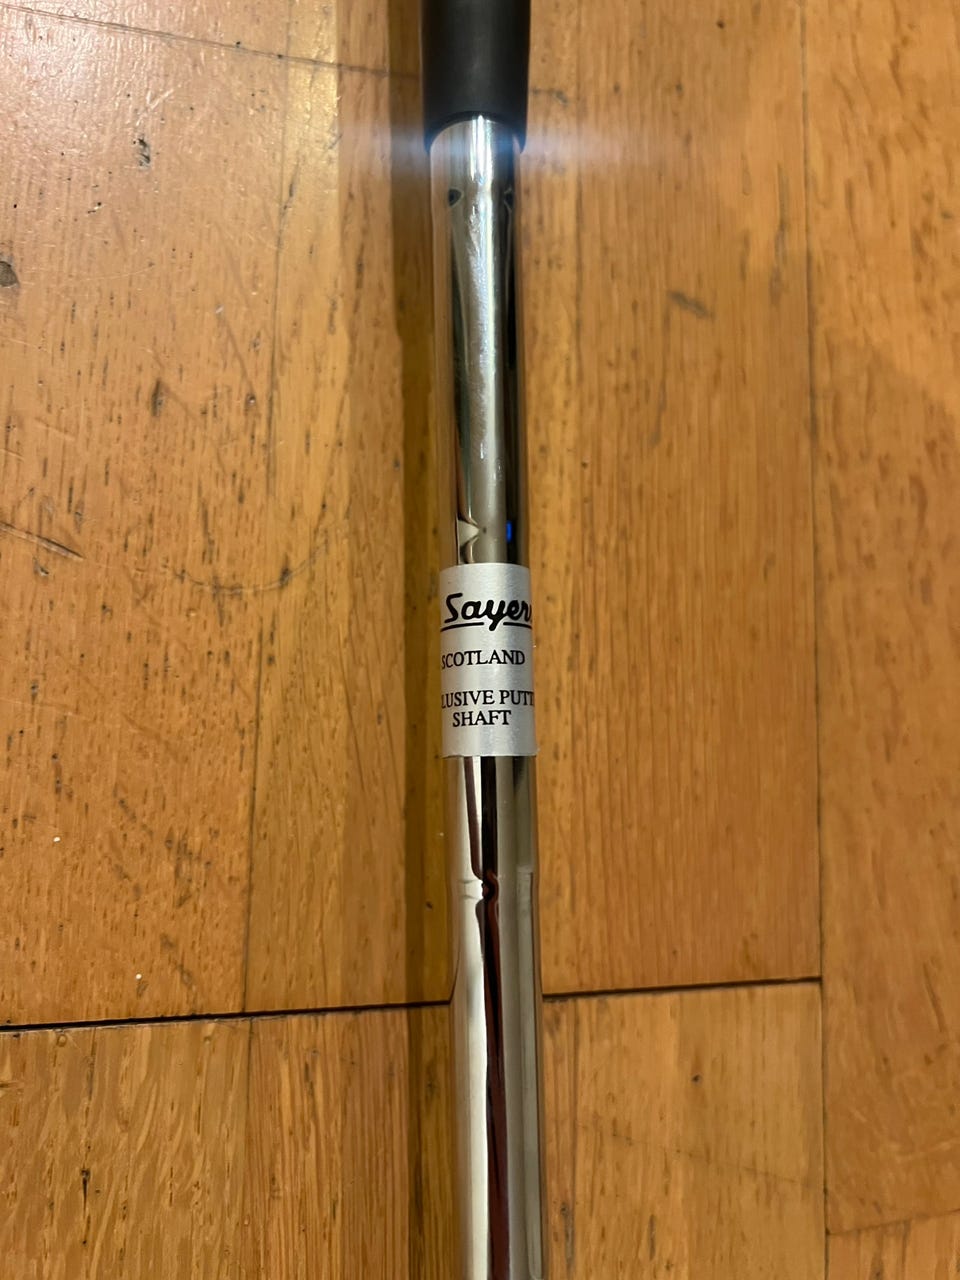 Sayer
SCOTLAND
LUSIVE PUTT
SHAFT